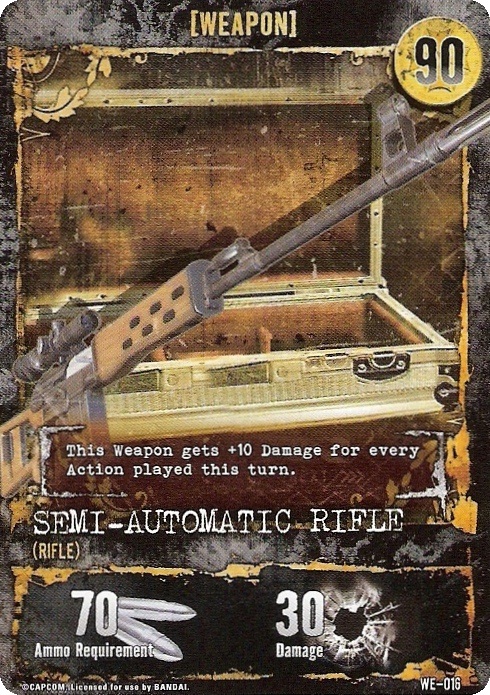 [WEAPON]
90
This Weapon gets +10 Damage for every
Action played this turn.
SEMI-AUTOMATIC RIFLE
(RIFLE)
70
Ammo Requirement
30
Damage
©CAPCOM, Licensed for use by BANDAI.
WE-016